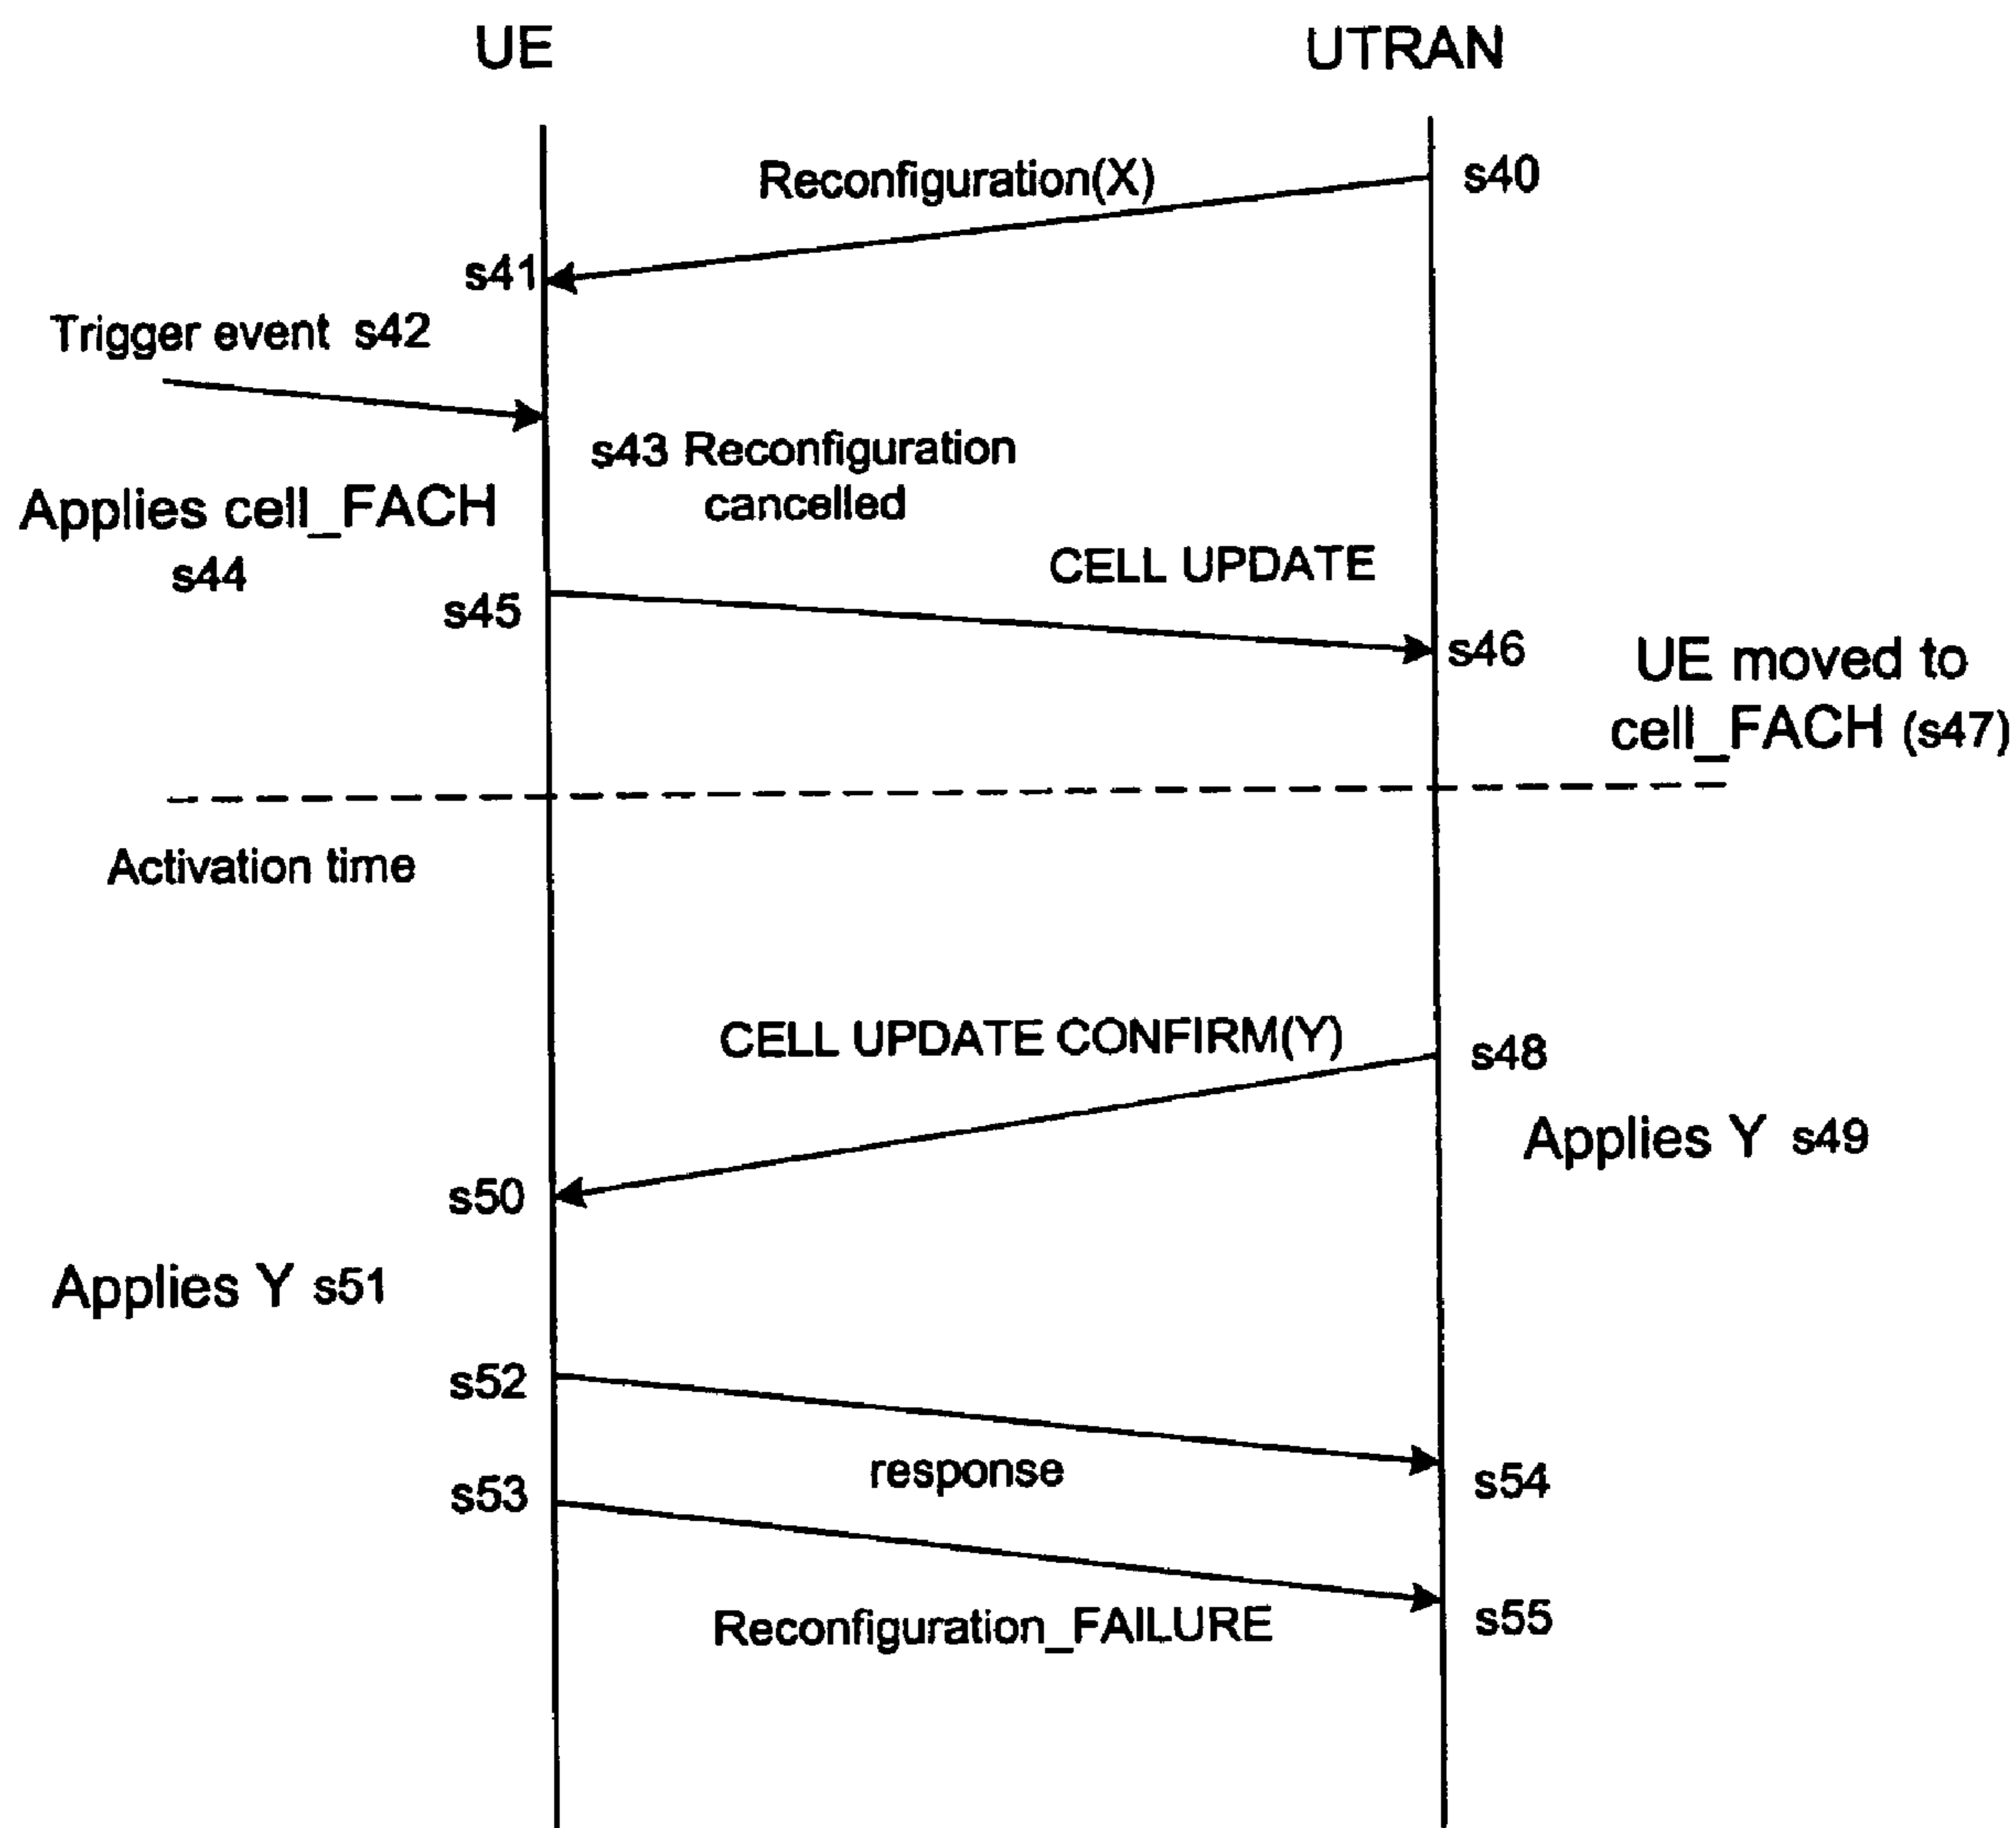 UE
UTRAN
Reconfiguration(X)
s40
s41
Trigger event s42
s43 Reconfiguration
cancelled
Applies cell_FACH
s44
CELL UPDATE
s45
s46
UE moved to
cell_FACH (s47)
Activation time
CELL UPDATE CONFIRM(Y)
s48
Applies Y s49
s50
Applies Y s51
s52
response
s54
s53
Reconfiguration_FAILURE
s55